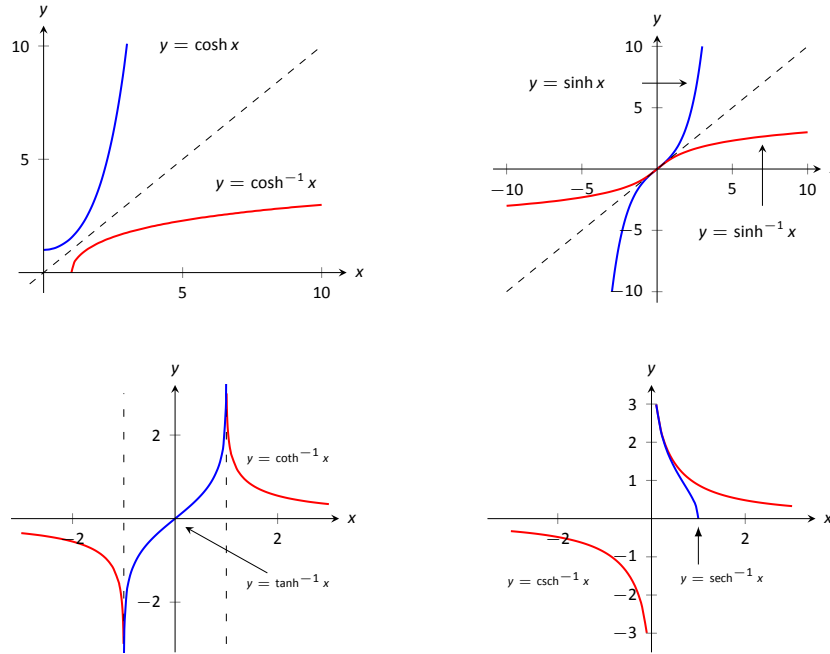 y
10
y = cosh x
5
y = cosh⁻¹ x
5
10
x
y
10
y = sinh x
5
−10
−5
5
10
−5
y = sinh⁻¹ x
−10
y
2
y = coth⁻¹ x
−2
2
x
y = tanh⁻¹ x
−2
y
3
2
1
−2
2
x
−1
y = csch⁻¹ x
y = sech⁻¹ x
−2
−3